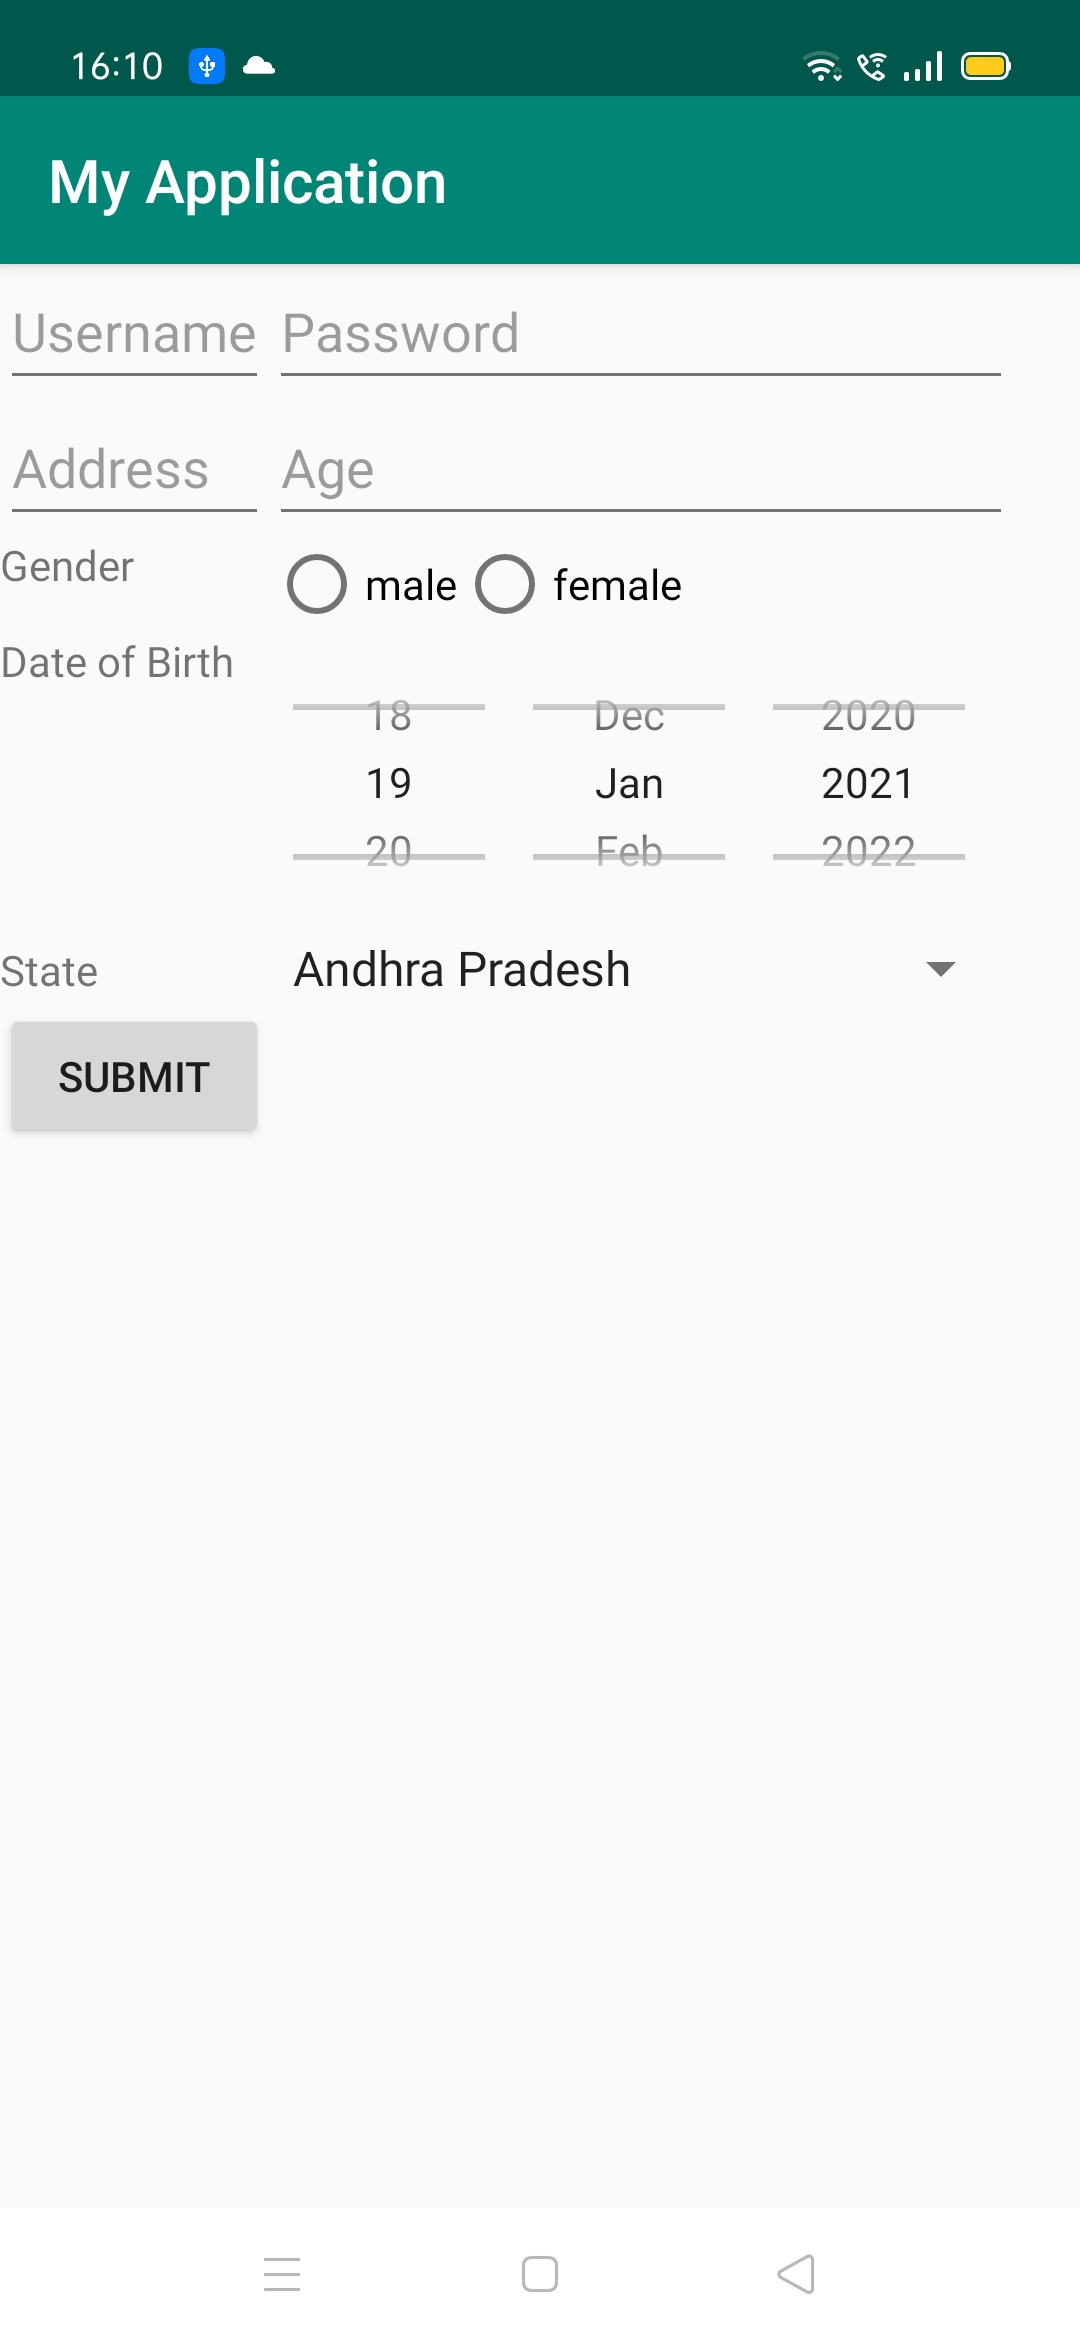 16:10
My Application
Username Password
Address Age
Gender male female
Date of Birth
18 Dec 2020
19 Jan 2021
20 Feb 2022
State Andhra Pradesh
SUBMIT